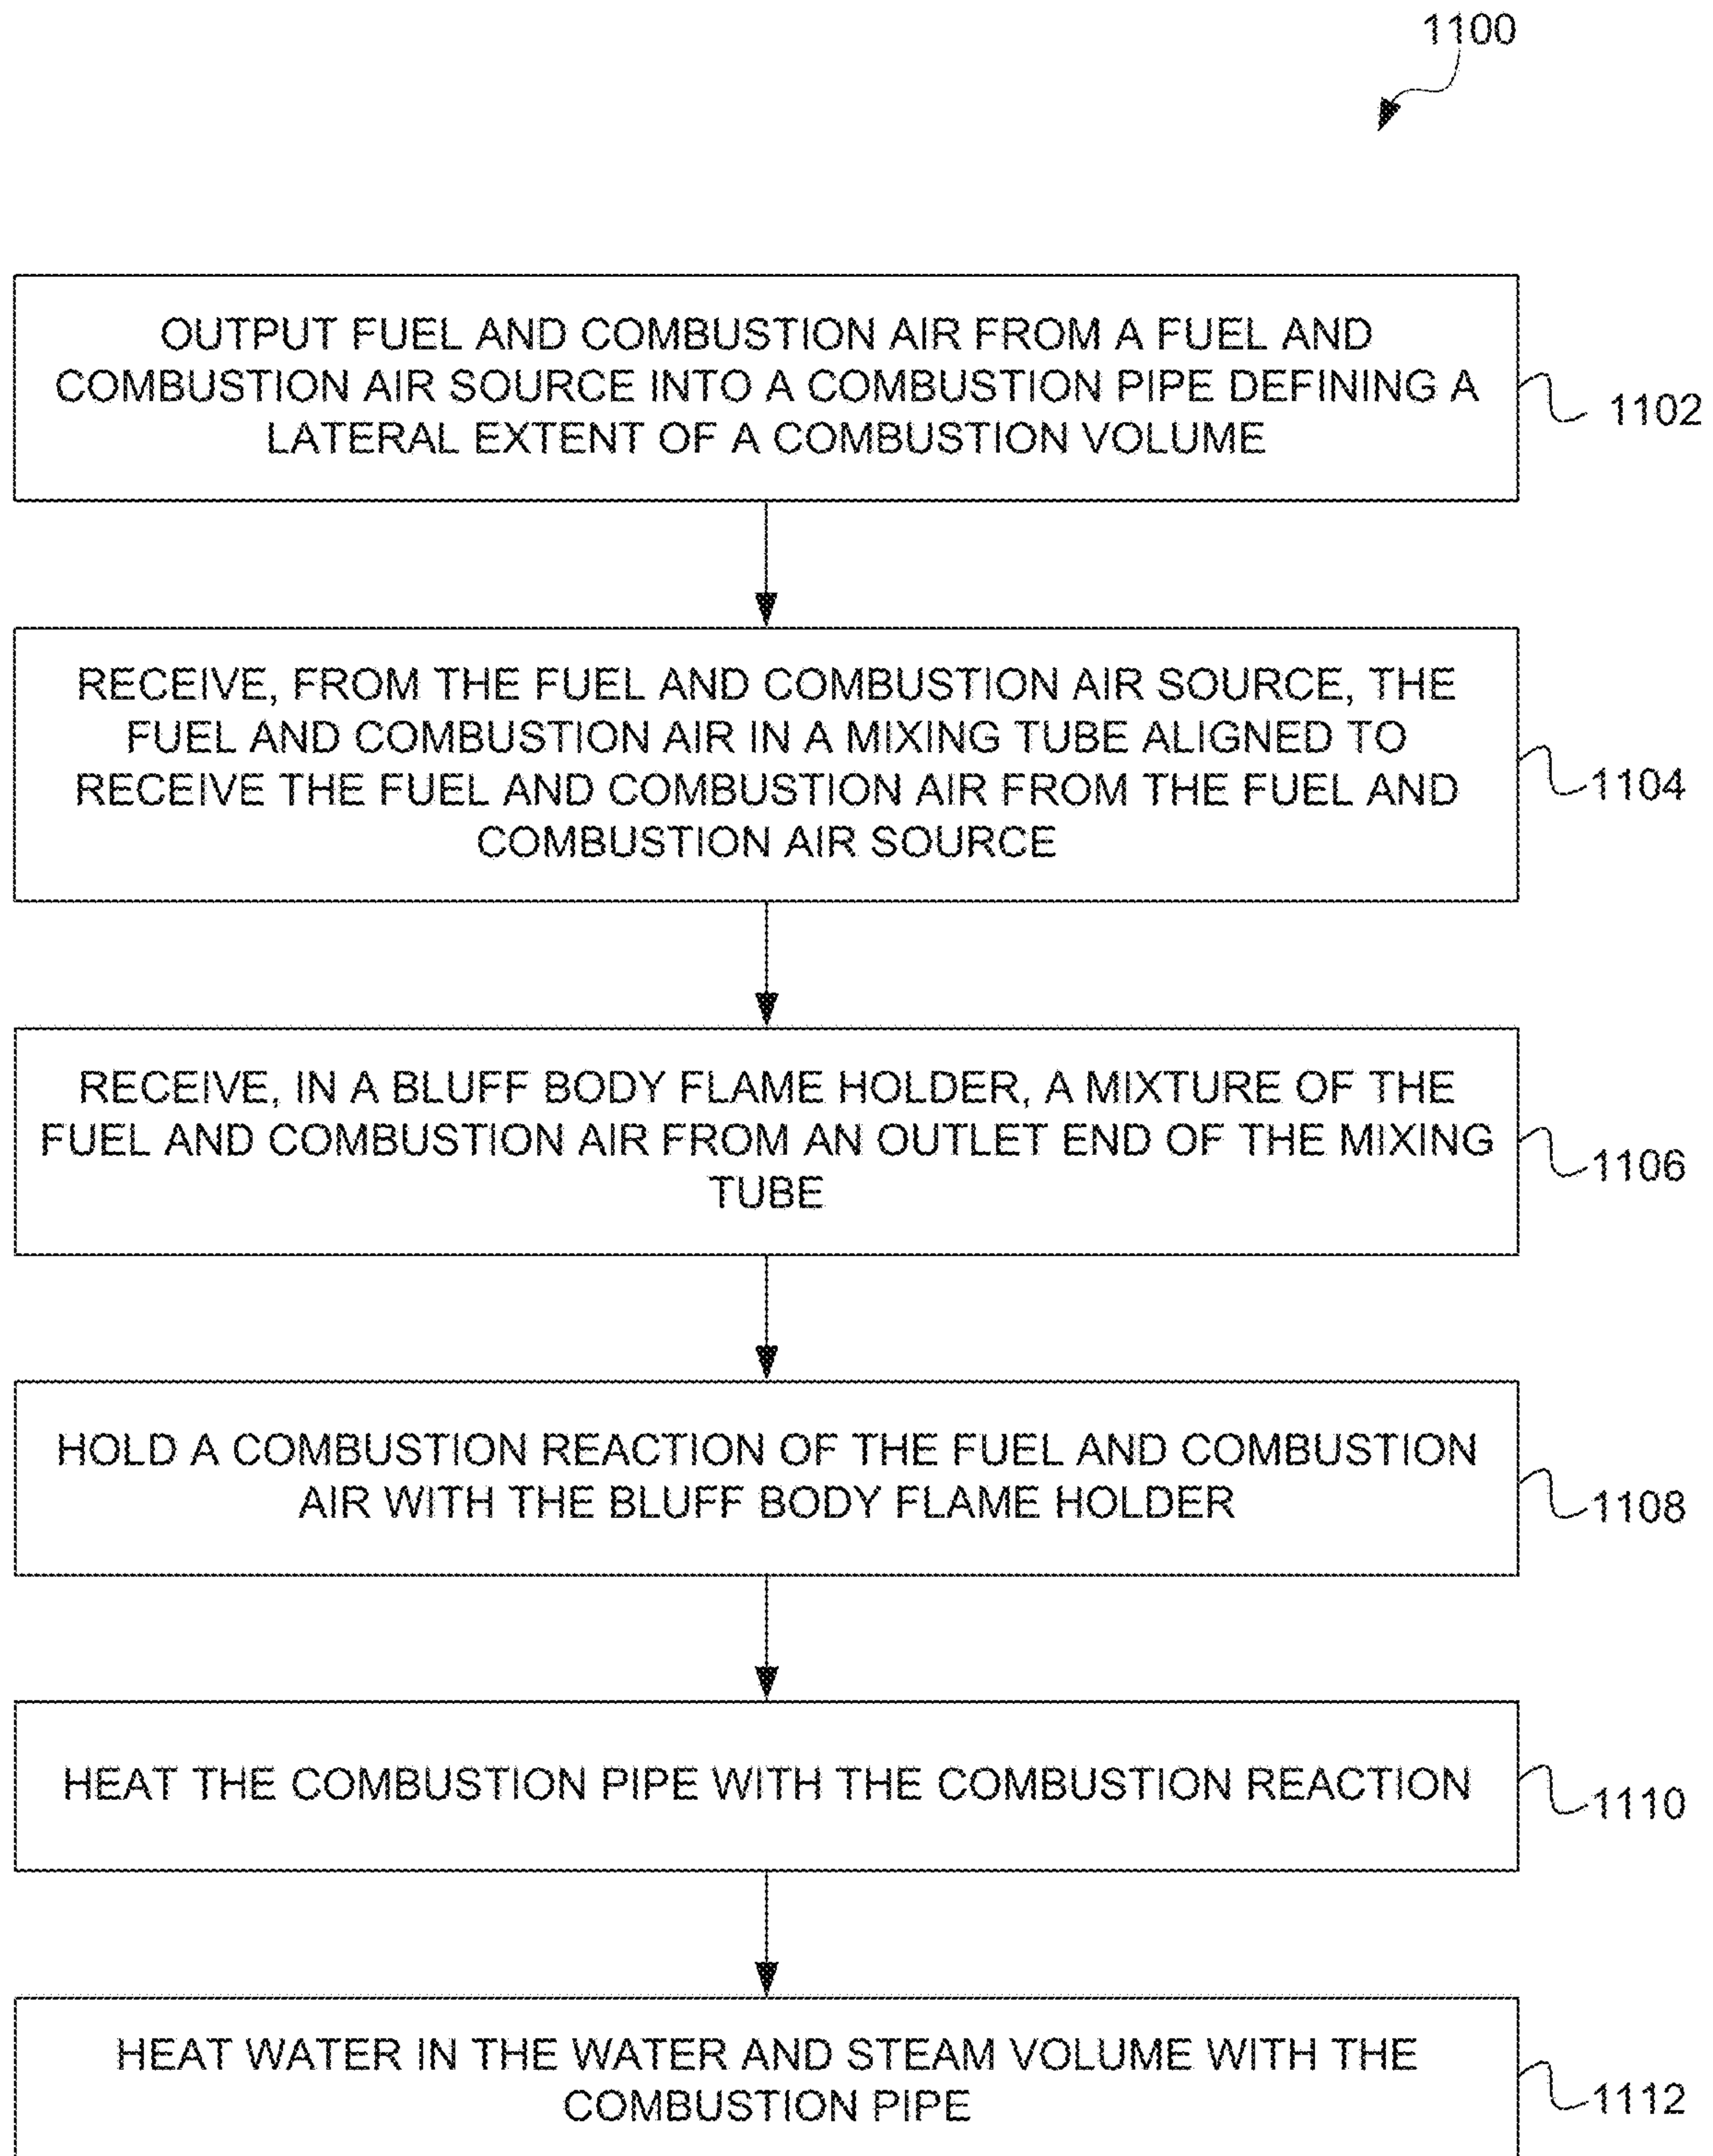 1100
OUTPUT FUEL AND COMBUSTION AIR FROM A FUEL AND
COMBUSTION AIR SOURCE INTO A COMBUSTION PIPE DEFINING A
LATERAL EXTENT OF A COMBUSTION VOLUME
1102
RECEIVE, FROM THE FUEL AND COMBUSTION AIR SOURCE, THE
FUEL AND COMBUSTION AIR IN A MIXING TUBE ALIGNED TO
RECEIVE THE FUEL AND COMBUSTION AIR FROM THE FUEL AND
COMBUSTION AIR SOURCE
1104
RECEIVE, IN A BLUFF BODY FLAME HOLDER, A MIXTURE OF THE
FUEL AND COMBUSTION AIR FROM AN OUTLET END OF THE MIXING
TUBE
1106
HOLD A COMBUSTION REACTION OF THE FUEL AND COMBUSTION
AIR WITH THE BLUFF BODY FLAME HOLDER
1108
HEAT THE COMBUSTION PIPE WITH THE COMBUSTION REACTION
1110
HEAT WATER IN THE WATER AND STEAM VOLUME WITH THE
COMBUSTION PIPE
1112